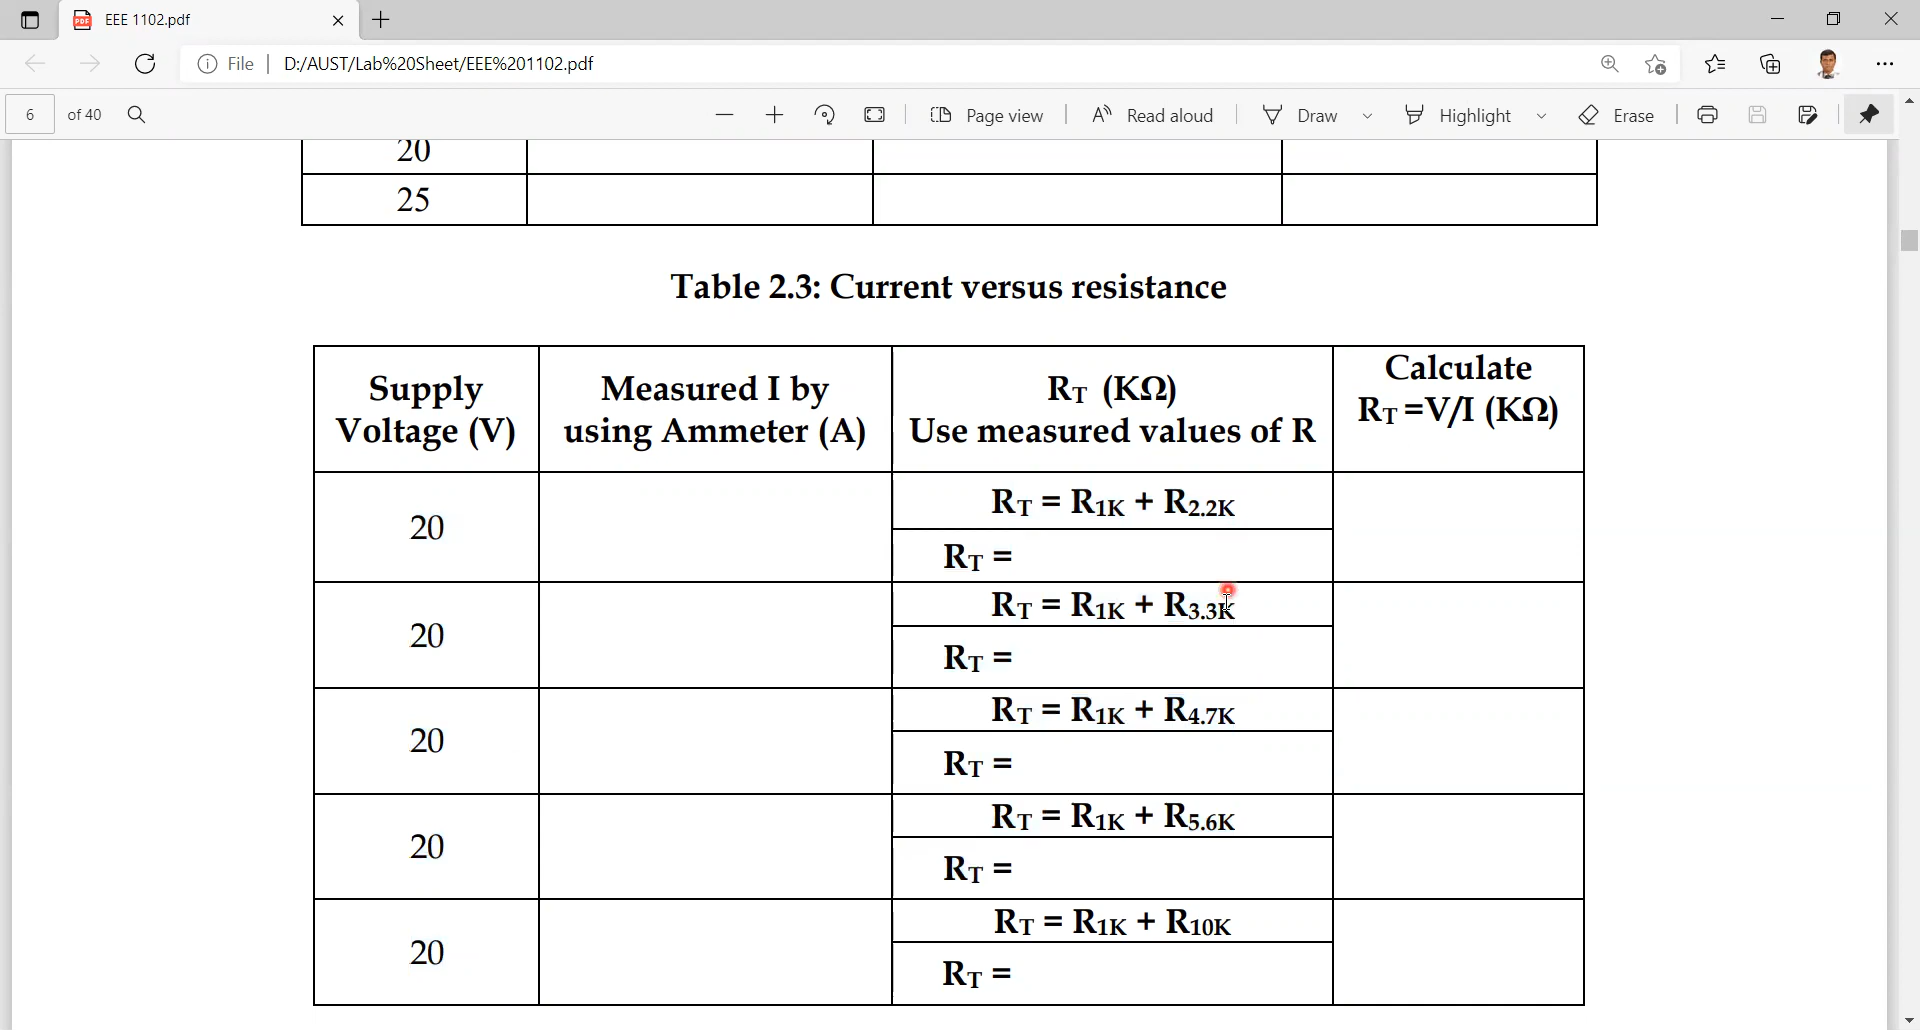 EEE 1102.pdf
File
D:/AUST/Lab%20Sheet/EEE%201102.pdf
6 of 40
Page view
Read aloud
Draw
Highlight
Erase
20
25
Table 2.3: Current versus resistance
Supply
Voltage (V)
Measured I by
using Ammeter (A)
RT (KΩ)
Use measured values of R
Calculate
RT =V/I (KΩ)
20
RT = R1K + R2.2K
RT =
20
RT = R1K + R3.3K
RT =
20
RT = R1K + R4.7K
RT =
20
RT = R1K + R5.6K
RT =
20
RT = R1K + R10K
RT =